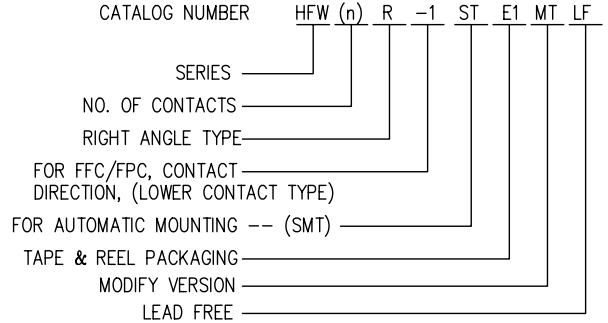 CATALOG NUMBER HFW (n) R -1 ST E1 MT LF
SERIES
NO. OF CONTACTS
RIGHT ANGLE TYPE
FOR FFC/FPC, CONTACT
DIRECTION, (LOWER CONTACT TYPE)
FOR AUTOMATIC MOUNTING -- (SMT)
TAPE & REEL PACKAGING
MODIFY VERSION
LEAD FREE